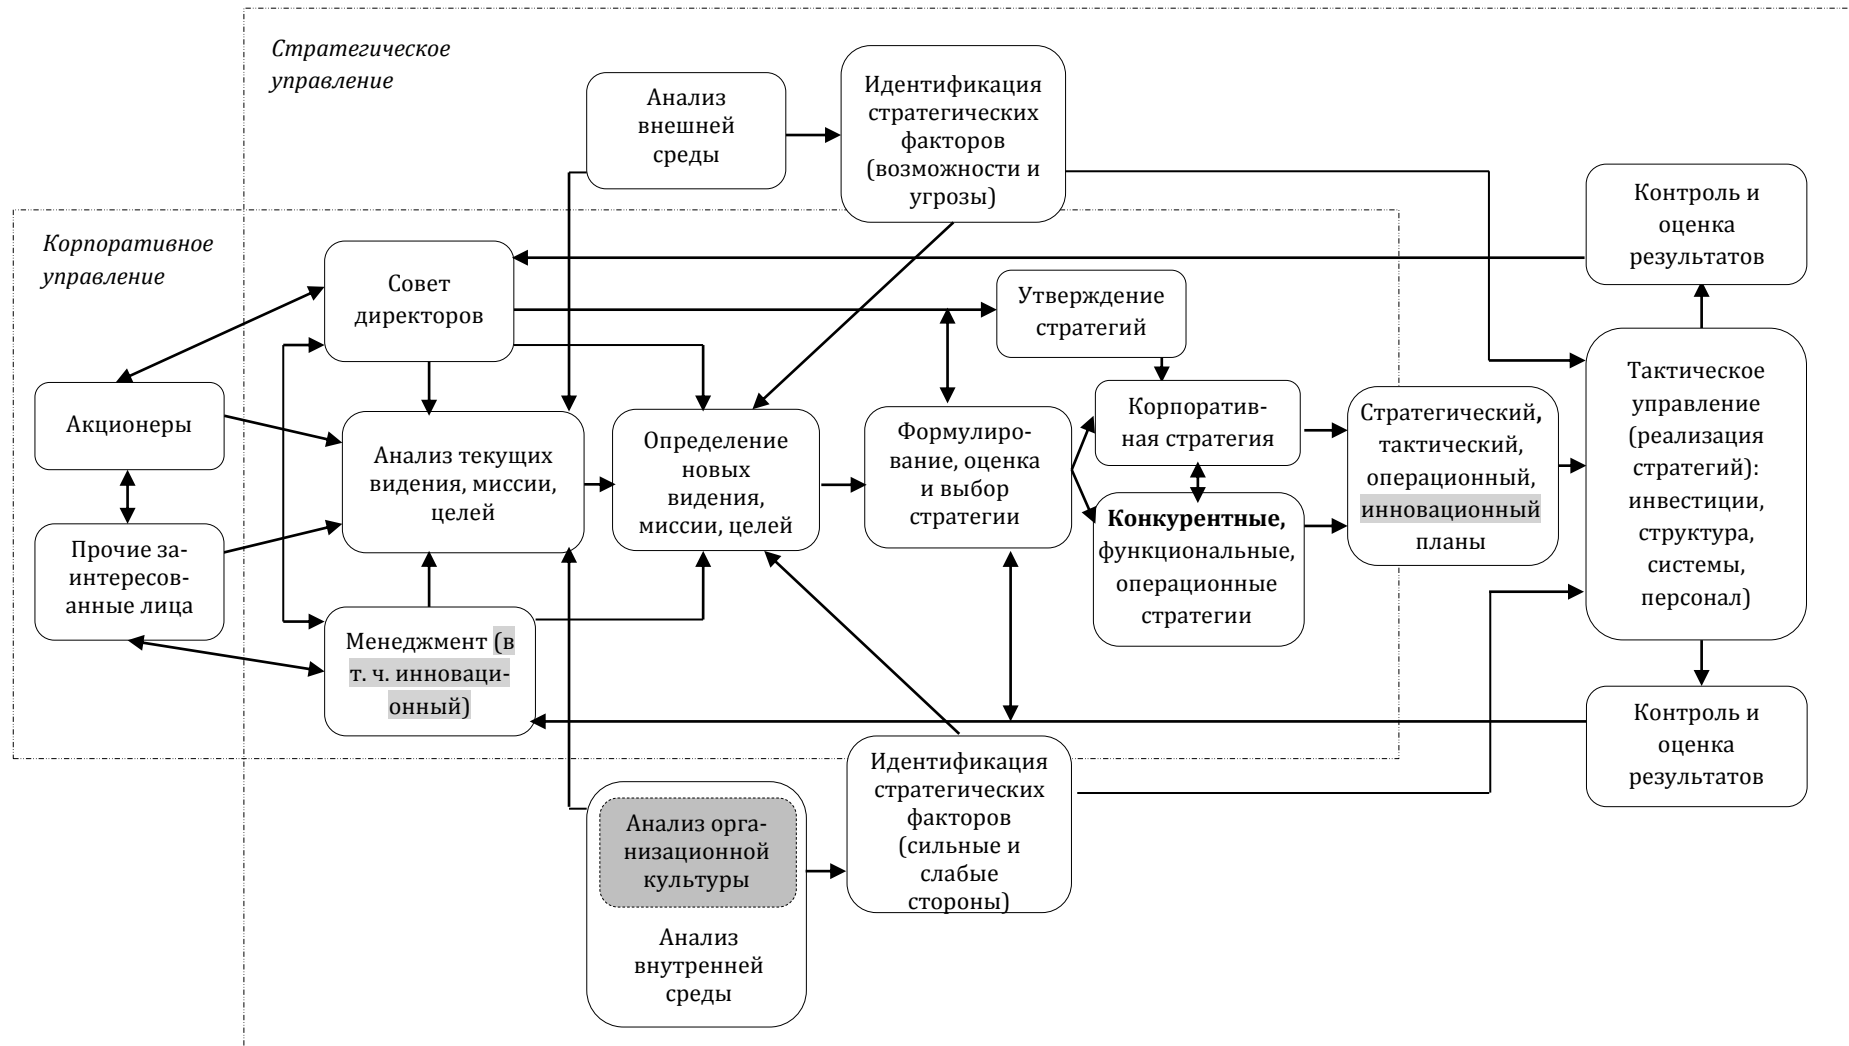 Стратегическое
управление
Анализ
внешней
среды
Идентификация
стратегических
факторов
(возможности и
угрозы)
Контроль и
оценка
результатов
Корпоративное
управление
Совет
директоров
Утверждение
стратегий
Акционеры
Анализ текущих
видения, миссии,
целей
Определение
новых
видения,
миссии, целей
Формулиро-
вание, оценка
и выбор
стратегии
Корпоратив-
ная стратегия
Конкурентные,
функциональные,
операционные
стратегии
Стратегический,
тактический,
операционный,
инновационный
планы
Тактическое
управление
(реализация
стратегий):
инвестиции,
структура,
системы,
персонал)
Прочие за-
интересов-
анные лица
Менеджмент (в
т. ч. инноваци-
онный)
Контроль и
оценка
результатов
Идентификация
стратегических
факторов
(сильные и
слабые
стороны)
Анализ орга-
низационной
культуры
Анализ
внутренней
среды